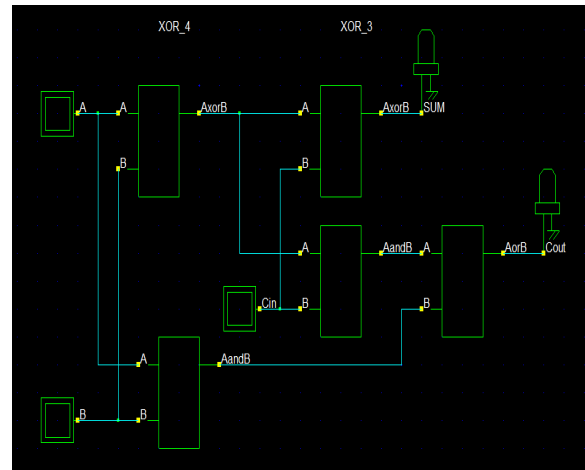 XOR_4 XOR_3
A A AxorB A AxorB SUM
B B
A AandB A AorB Cout
Cin B B
A AandB
B B